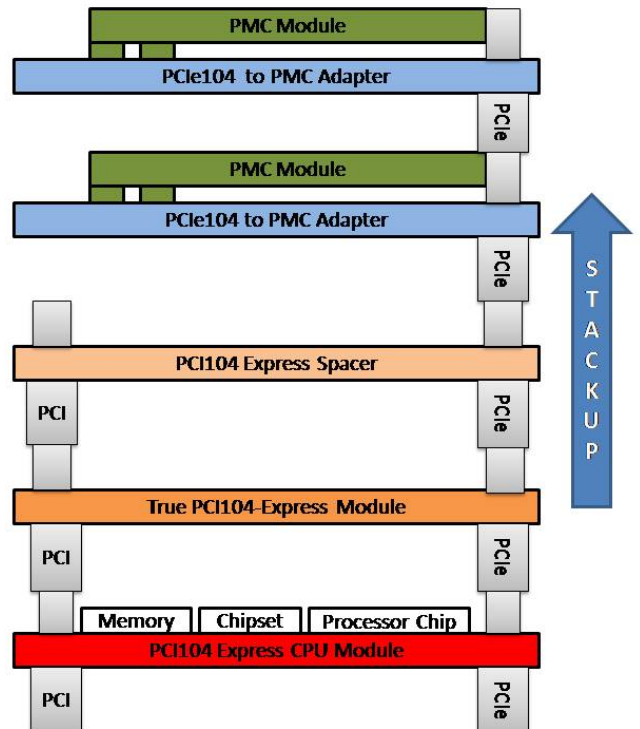 PMC Module
PCIe104 to PMC Adapter
PCIe
PMC Module
PCIe104 to PMC Adapter
PCIe
STACKUP
PCI104 Express Spacer
PCI
PCIe
True PCI104-Express Module
PCI
PCIe
Memory
Chipset
Processor Chip
PCI104 Express CPU Module
PCI
PCIe